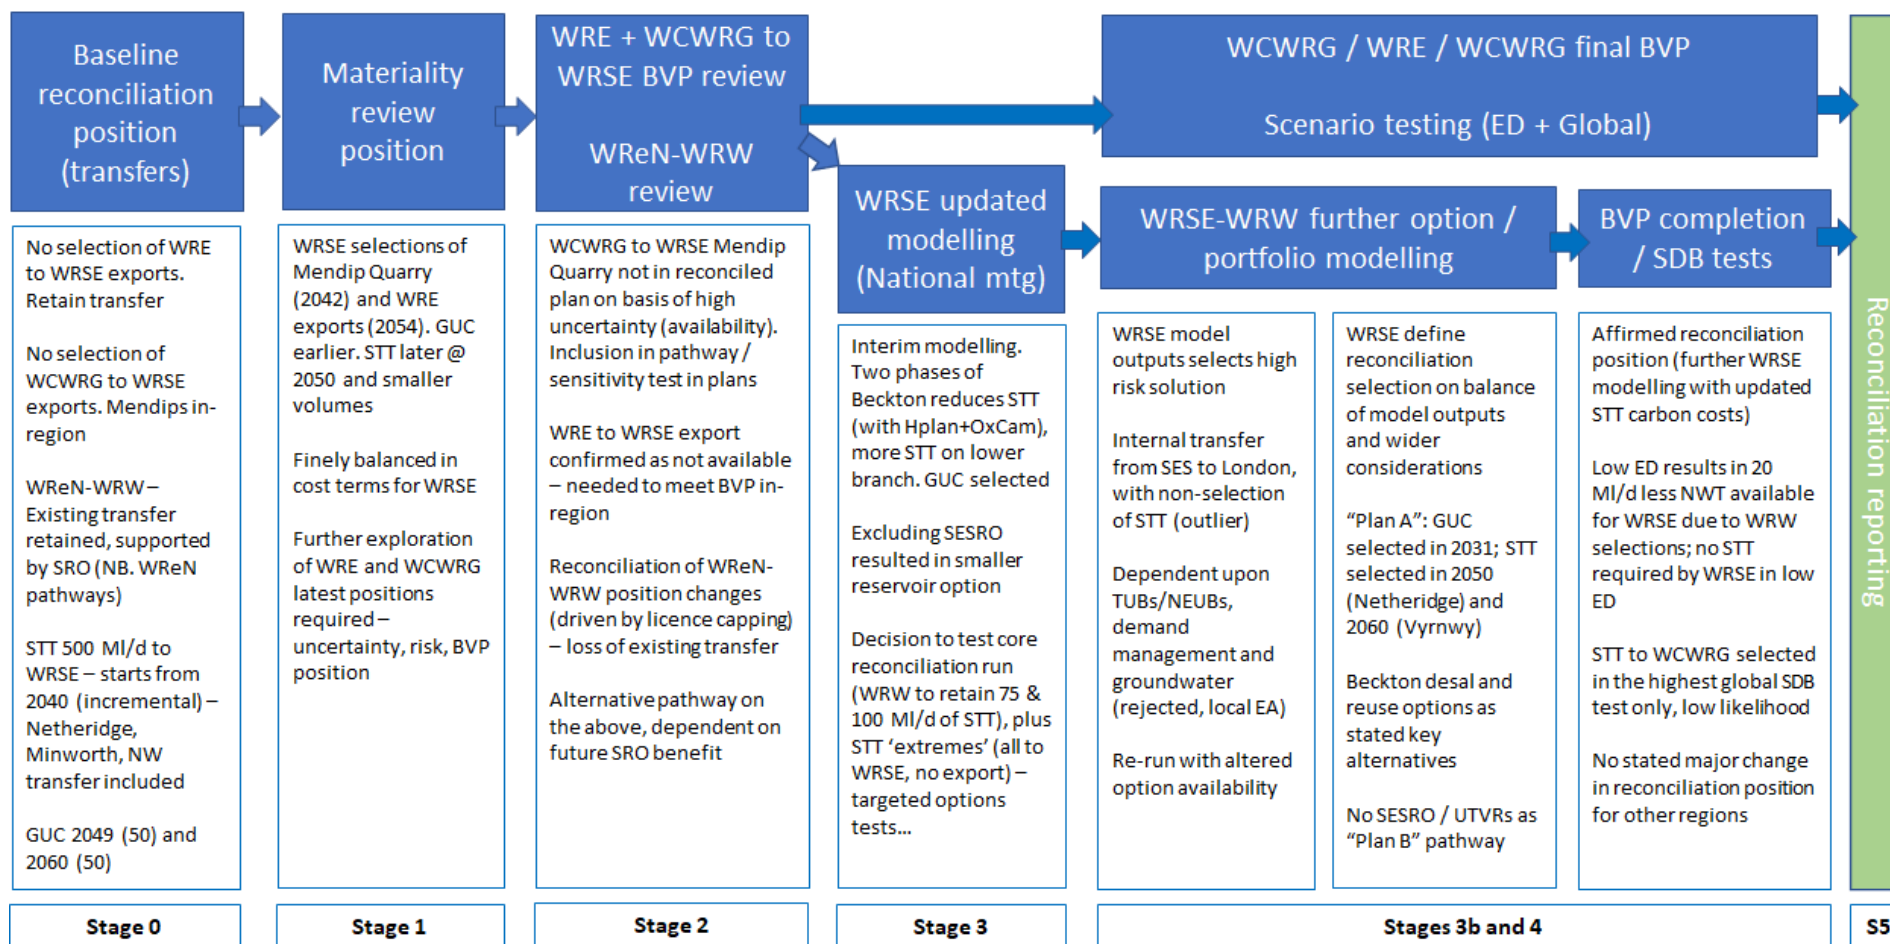 Baseline
reconciliation
position
(transfers)
Materiality
review
position
WRE + WCWRG to
WRSE BVP review
WReN-WRW
review
WCWRG / WRE / WCWRG final BVP
Scenario testing (ED + Global)
WRSE updated
modelling
(National mtg)
WRSE-WRW further option /
portfolio modelling
BVP completion
/ SDB tests
Reconciliation reporting
No selection of WRE
to WRSE exports.
Retain transfer
No selection of
WCWRG to WRSE
exports. Mendips in-
region
WReN-WRW –
Existing transfer
retained, supported
by SRO (NB. WReN
pathways)
STT 500 Ml/d to
WRSE – starts from
2040 (incremental) –
Netheridge,
Minworth, NW
transfer included
GUC 2049 (50) and
2060 (50)
WRSE selections of
Mendip Quarry
(2042) and WRE
exports (2054). GUC
earlier. STT later @
2050 and smaller
volumes
Finely balanced in
cost terms for WRSE
Further exploration
of WRE and WCWRG
latest positions
required –
uncertainty, risk, BVP
position
WCWRG to WRSE Mendip
Quarry not in reconciled
plan on basis of high
uncertainty (availability).
Inclusion in pathway /
sensitivity test in plans
WRE to WRSE export
confirmed as not available
– needed to meet BVP in-
region
Reconciliation of WReN-
WRW position changes
(driven by licence capping)
– loss of existing transfer
Alternative pathway on
the above, dependent on
future SRO benefit
Interim modelling.
Two phases of
Beckton reduces STT
(with Hplan+OxCam),
more STT on lower
branch. GUC selected
Excluding SESRO
resulted in smaller
reservoir option
Decision to test core
reconciliation run
(WRW to retain 75 &
100 Ml/d of STT), plus
STT ‘extremes’ (all to
WRSE, no export) –
targeted options
tests…
WRSE model
outputs selects high
risk solution
Internal transfer
from SES to London,
with non-selection
of STT (outlier)
Dependent upon
TUBs/NEUBs,
demand
management and
groundwater
(rejected, local EA)
Re-run with altered
option availability
WRSE define
reconciliation
selection on balance
of model outputs
and wider
considerations
“Plan A”: GUC
selected in 2031; STT
selected in 2050
(Netheridge) and
2060 (Vyrnwy)
Beckton desal and
reuse options as
stated key
alternatives
No SESRO / UTVRs as
“Plan B” pathway
Affirmed reconciliation
position (further WRSE
modelling with updated
STT carbon costs)
Low ED results in 20
Ml/d less NWT available
for WRSE due to WRW
selections; no STT
required by WRSE in low
ED
STT to WCWRG selected
in the highest global SDB
test only, low likelihood
No stated major change
in reconciliation position
for other regions
Stage 0
Stage 1
Stage 2
Stage 3
Stages 3b and 4
S5